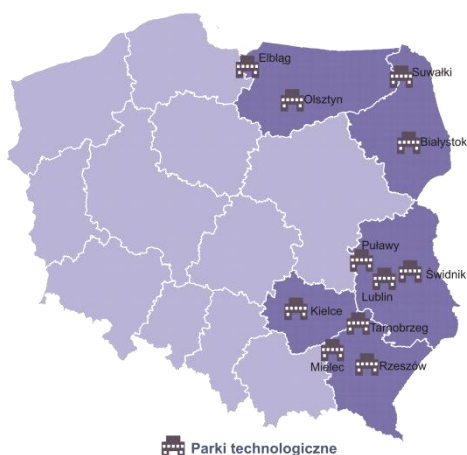 Elbląg
Suwałki
Olsztyn
Białystok
Puławy
Świdnik
Lublin
Kielce
Tarnobrzeg
Mielec
Rzeszów
Parki technologiczne